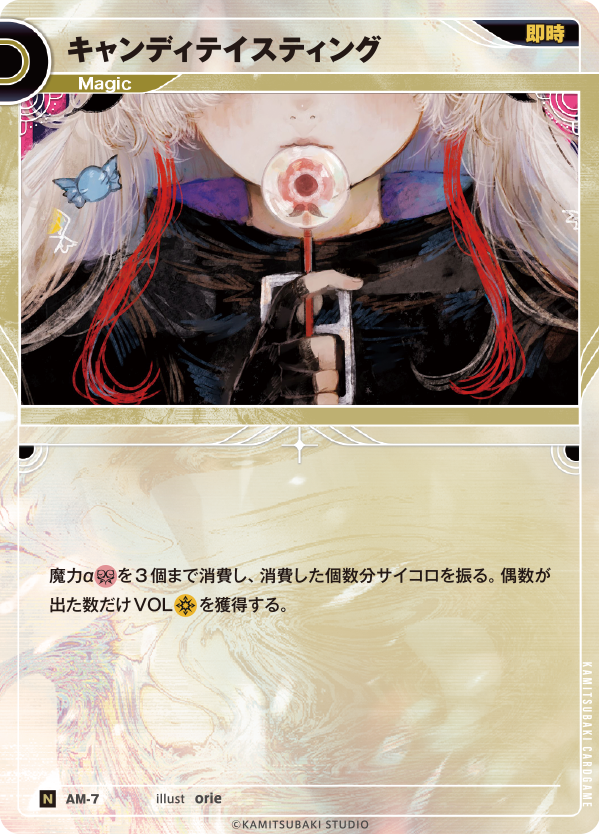 キャンディテイスティング
即時
Magic
魔力α を3個まで消費し、消費した個数分サイコロを振る。偶数が
出た数だけVOL を獲得する。
KAMITSUBAKI CARDGAME
N AM-7 illust orie
©KAMITSUBAKI STUDIO